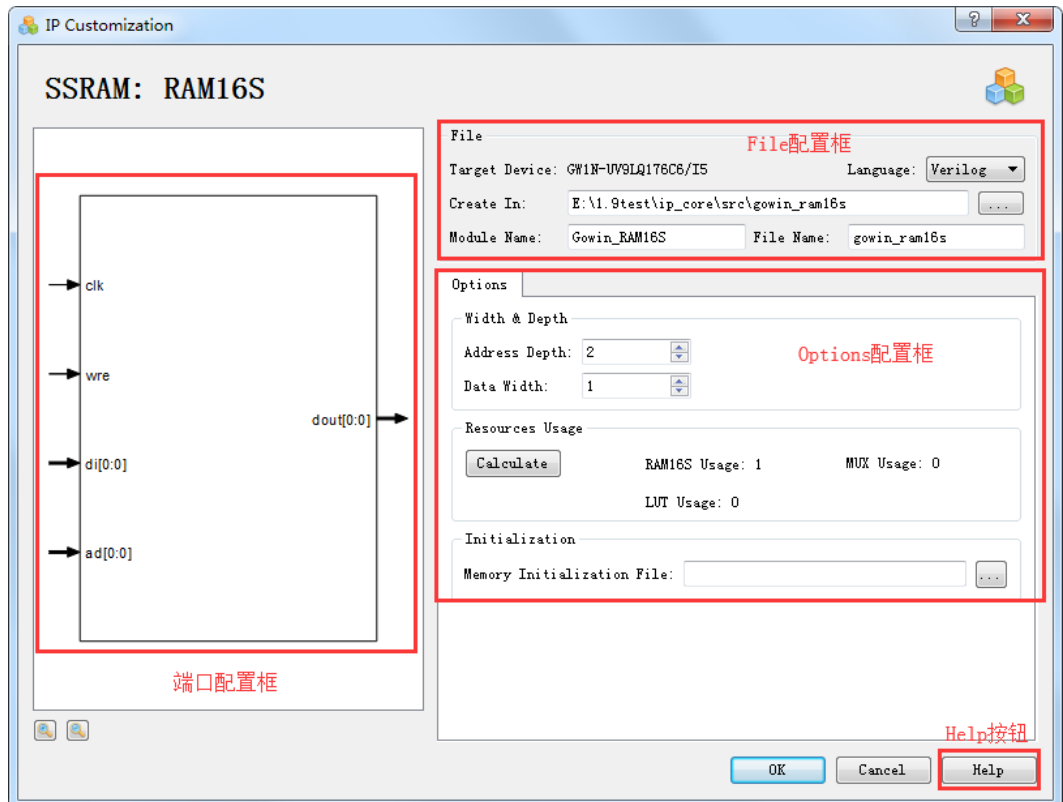 IP Customization
SSRAM: RAM16S
File
File配置框
Target Device: GW1N-UV9LQ176C6/I5
Language: Verilog
Create In: E:\1.9test\ip_core\src\gowin_ram16s ...
Module Name: Gowin_RAM16S File Name: gowin_ram16s
clk
wre
di[0:0]
ad[0:0]
dout[0:0]
端口配置框
Options
Width & Depth
Address Depth: 2
Options配置框
Data Width: 1
Resources Usage
Calculate RAM16S Usage: 1 MUX Usage: 0
LUT Usage: 0
Initialization
Memory Initialization File: ...
Help按钮
OK Cancel Help